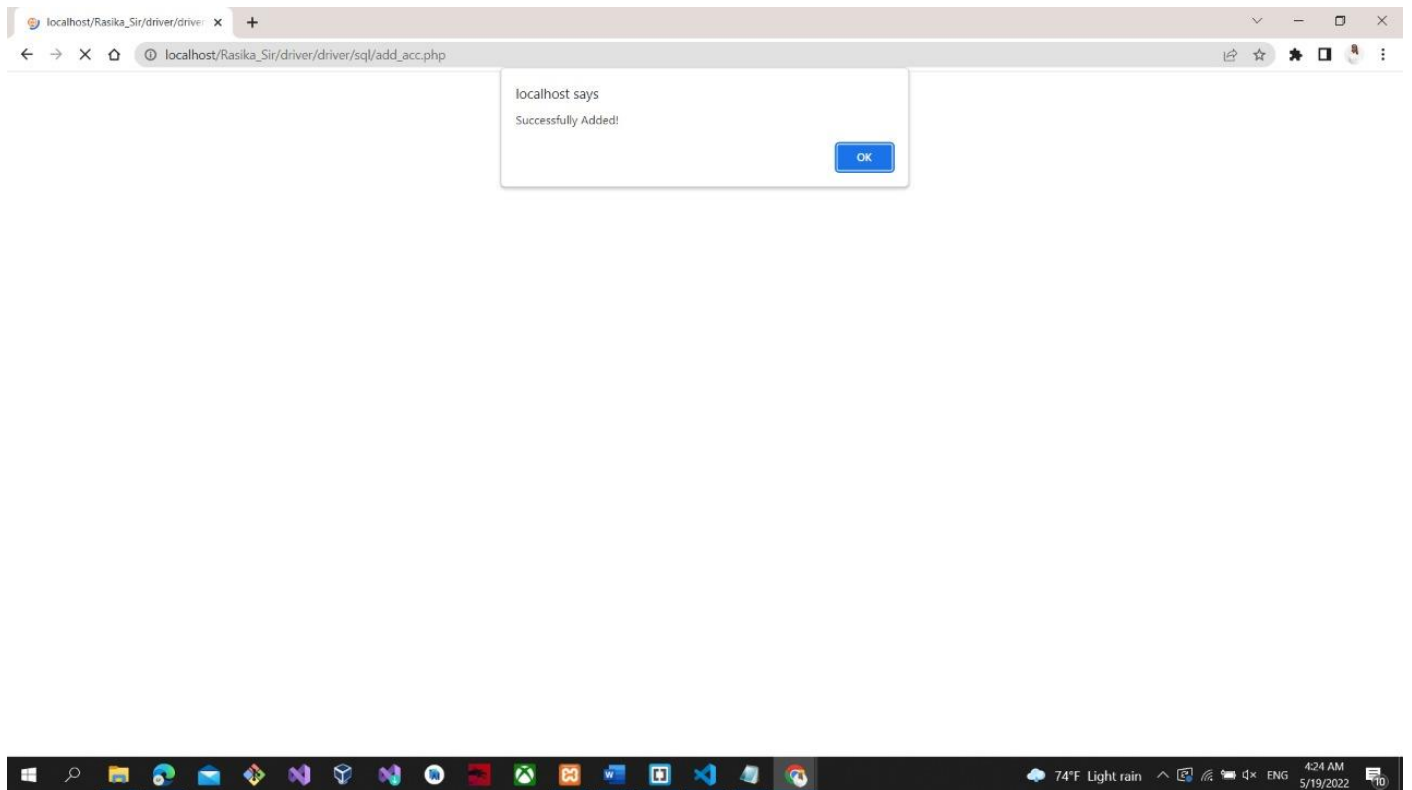 localhost/Rasika_Sir/driver/driver
localhost/Rasika_Sir/driver/driver/sql/add_acc.php
localhost says
Successfully Added!
OK
74°F Light rain
ENG
4:24 AM
5/19/2022
10